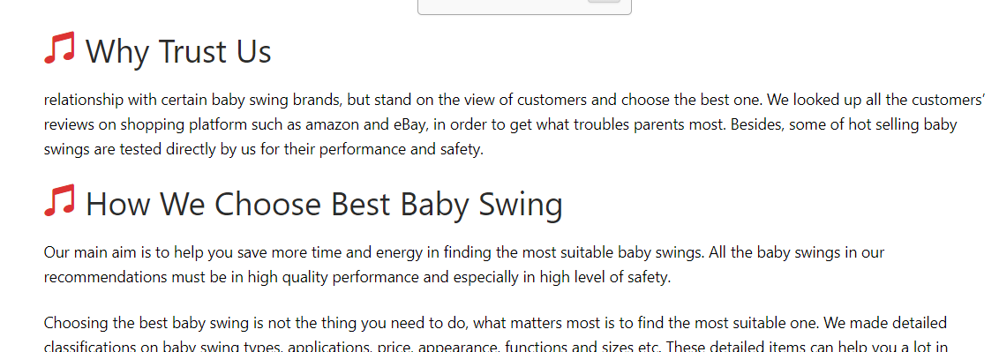 Why Trust Us
relationship with certain baby swing brands, but stand on the view of customers and choose the best one. We looked up all the customers’
reviews on shopping platform such as amazon and eBay, in order to get what troubles parents most. Besides, some of hot selling baby
swings are tested directly by us for their performance and safety.
How We Choose Best Baby Swing
Our main aim is to help you save more time and energy in finding the most suitable baby swings. All the baby swings in our
recommendations must be in high quality performance and especially in high level of safety.
Choosing the best baby swing is not the thing you need to do, what matters most is to find the most suitable one. We made detailed
classifications on baby swing types, applications, price, appearance, functions and sizes etc. These detailed items can help you a lot in